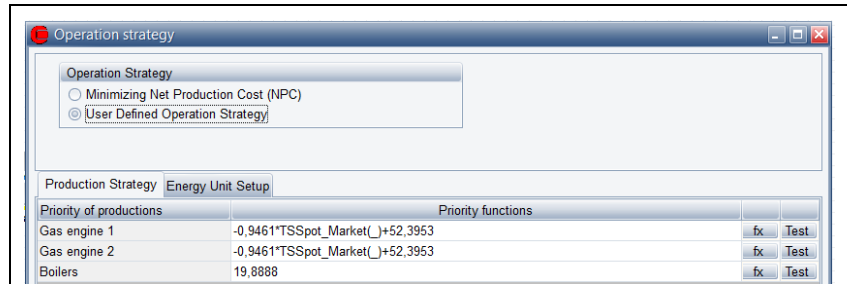 Operation strategy
Operation Strategy
Minimizing Net Production Cost (NPC)
User Defined Operation Strategy
Production Strategy Energy Unit Setup
Priority of productions Priority functions
Gas engine 1 -0,9461*TSSpot_Market(_)+52,3953 fx Test
Gas engine 2 -0,9461*TSSpot_Market(_)+52,3953 fx Test
Boilers 19,8888 fx Test